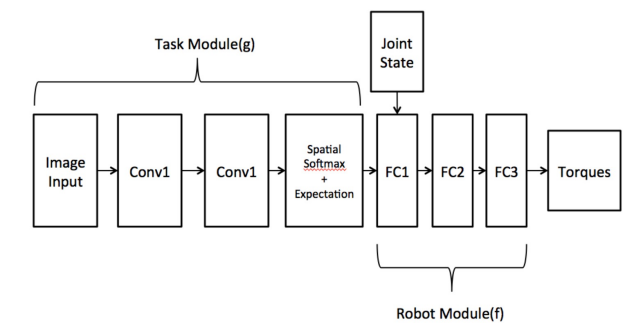 Task Module(g)
Joint
State
Image
Input
Conv1
Conv1
Spatial
Softmax
+
Expectation
FC1
FC2
FC3
Torques
Robot Module(f)